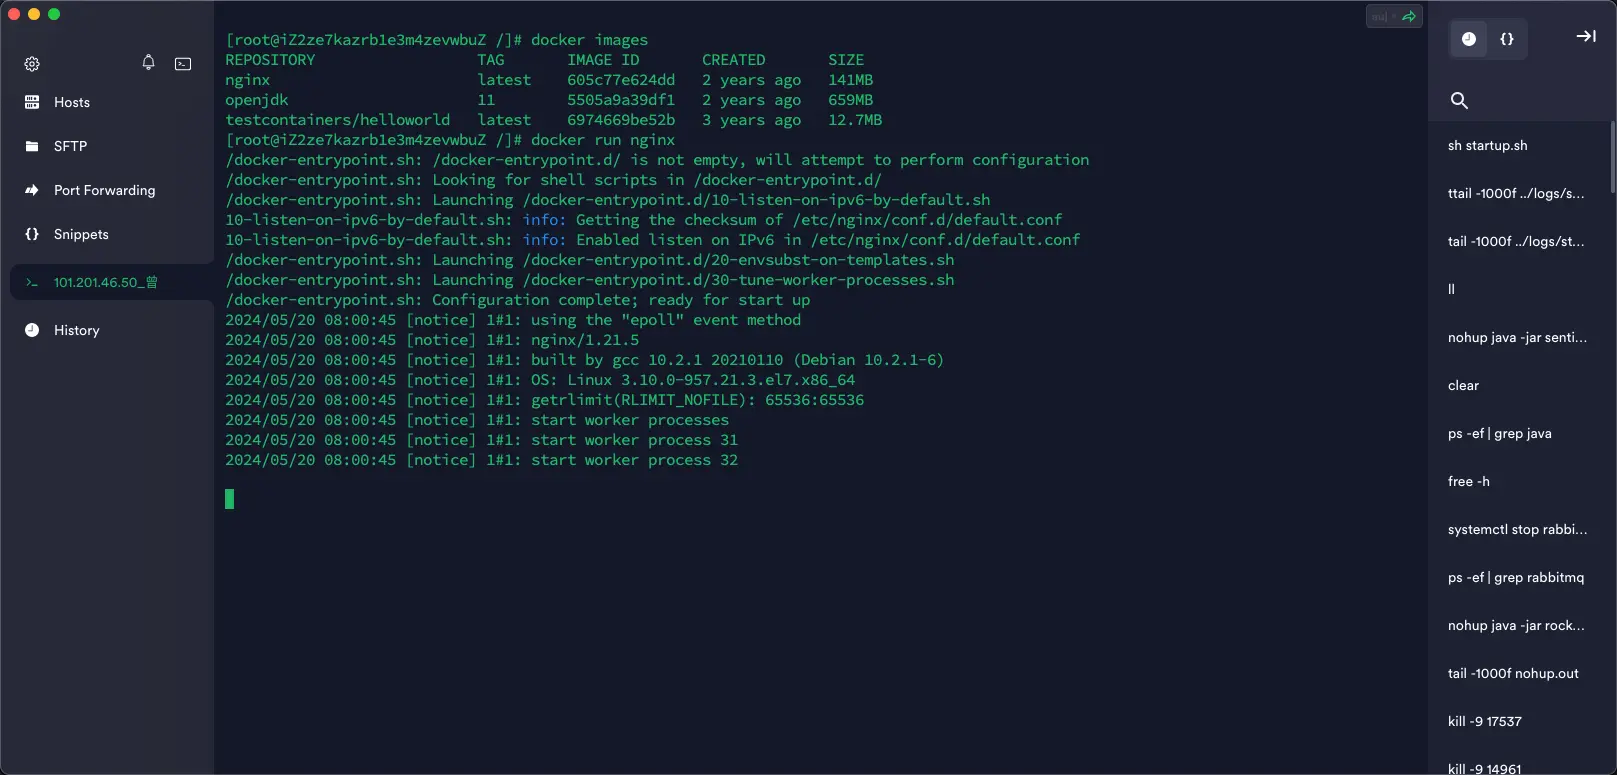 Hosts
SFTP
Port Forwarding
Snippets
101.201.46.50_曾
History
[root@iZ2ze7kazrb1e3m4zevwbuZ /]# docker images
REPOSITORY TAG IMAGE ID CREATED SIZE
nginx latest 605c77e624dd 2 years ago 141MB
openjdk 11 5505a9a39df1 2 years ago 659MB
testcontainers/helloworld latest 6974669be52b 3 years ago 12.7MB
[root@iZ2ze7kazrb1e3m4zevwbuZ /]# docker run nginx
/docker-entrypoint.sh: /docker-entrypoint.d/ is not empty, will attempt to perform configuration
/docker-entrypoint.sh: Looking for shell scripts in /docker-entrypoint.d/
/docker-entrypoint.sh: Launching /docker-entrypoint.d/10-listen-on-ipv6-by-default.sh
10-listen-on-ipv6-by-default.sh: info: Getting the checksum of /etc/nginx/conf.d/default.conf
10-listen-on-ipv6-by-default.sh: info: Enabled listen on IPv6 in /etc/nginx/conf.d/default.conf
/docker-entrypoint.sh: Launching /docker-entrypoint.d/20-envsubst-on-templates.sh
/docker-entrypoint.sh: Launching /docker-entrypoint.d/30-tune-worker-processes.sh
/docker-entrypoint.sh: Configuration complete; ready for start up
2024/05/20 08:00:45 [notice] 1#1: using the "epoll" event method
2024/05/20 08:00:45 [notice] 1#1: nginx/1.21.5
2024/05/20 08:00:45 [notice] 1#1: built by gcc 10.2.1 20210110 (Debian 10.2.1-6)
2024/05/20 08:00:45 [notice] 1#1: OS: Linux 3.10.0-957.21.3.el7.x86_64
2024/05/20 08:00:45 [notice] 1#1: getrlimit(RLIMIT_NOFILE): 65536:65536
2024/05/20 08:00:45 [notice] 1#1: start worker processes
2024/05/20 08:00:45 [notice] 1#1: start worker process 31
2024/05/20 08:00:45 [notice] 1#1: start worker process 32
sh startup.sh
ttail -1000f ../logs/s...
tail -1000f ../logs/st...
ll
nohup java -jar senti...
clear
ps -ef | grep java
free -h
systemctl stop rabbi...
ps -ef | grep rabbitmq
nohup java -jar rock...
tail -1000f nohup.out
kill -9 17537
kill -9 14961